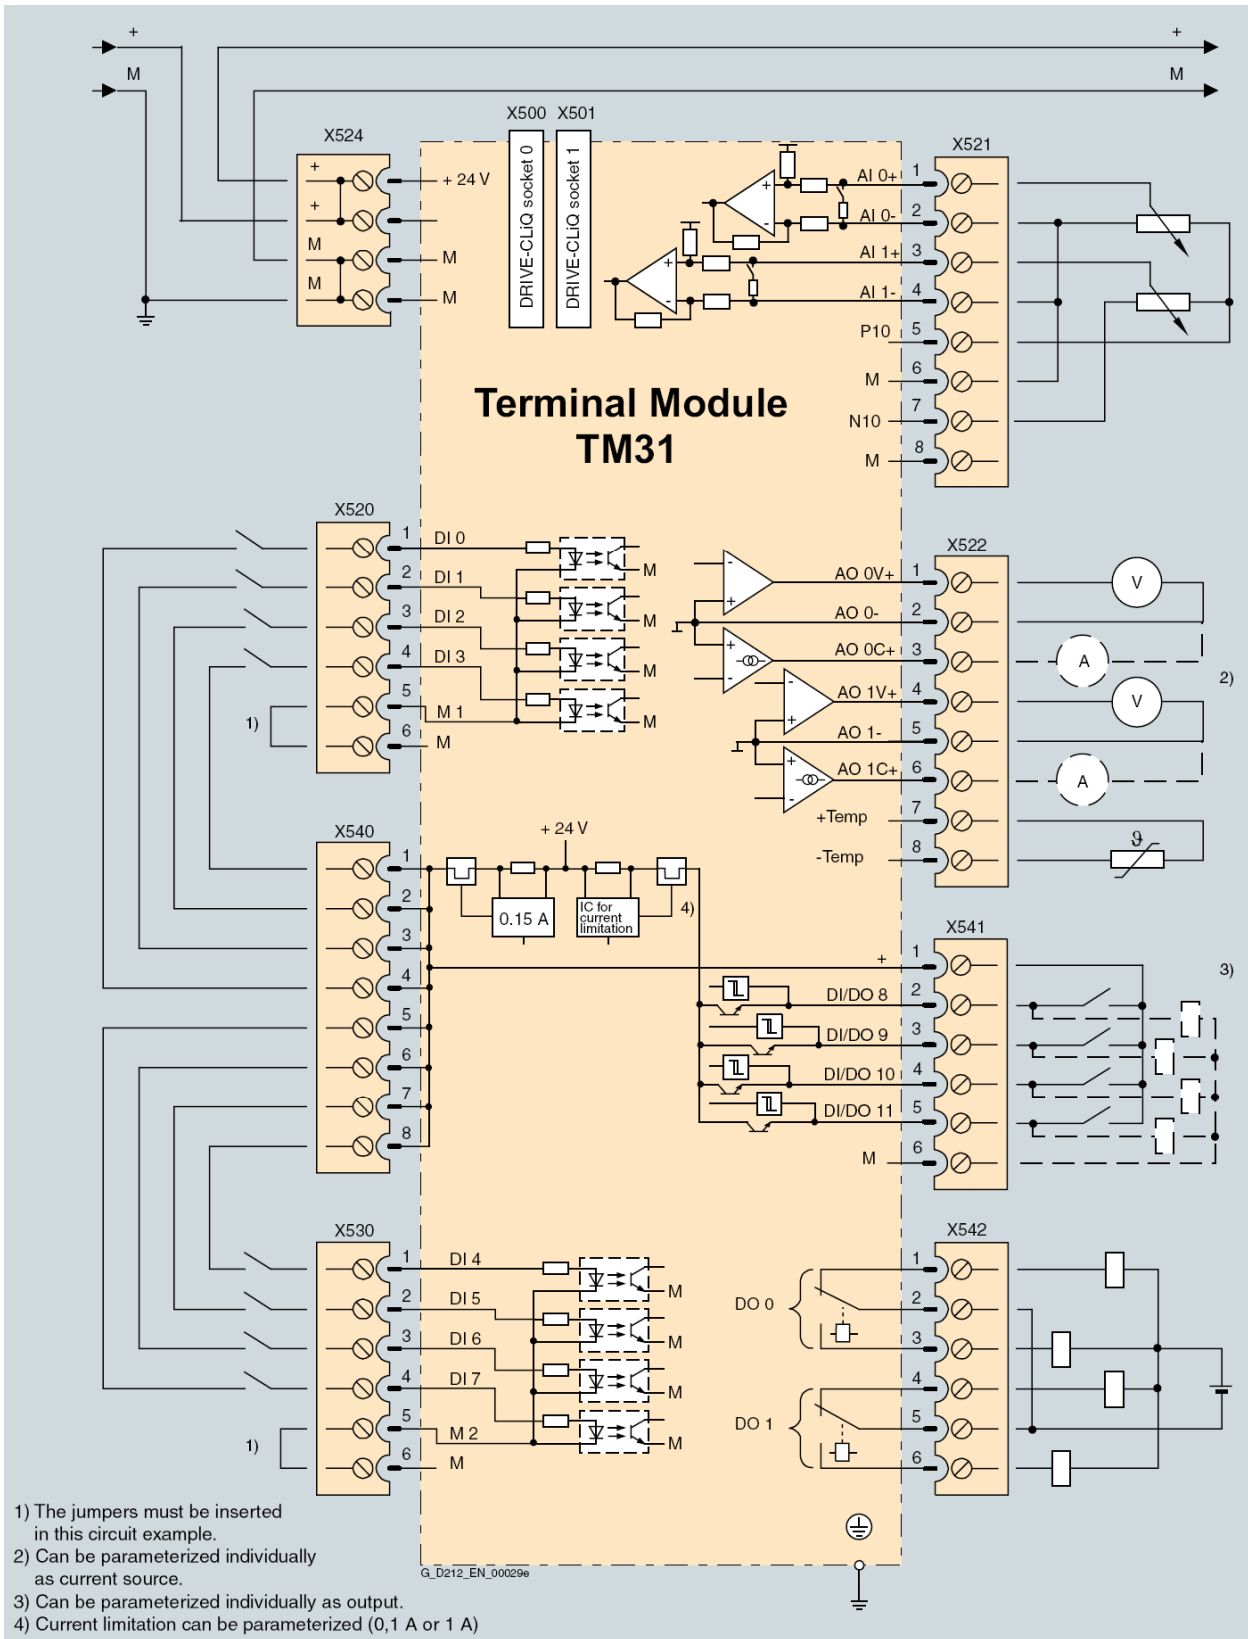 +
M
+
M
X524
+
+
M
M
+ 24 V
M
M
X500
X501
DRIVE-CLiQ socket 0
DRIVE-CLiQ socket 1
+
-
+
-
X521
AI 0+ 1
AI 0- 2
AI 1+ 3
AI 1- 4
P10 5
M 6
N10 7
M 8
Terminal Module
TM31
X520
1 DI 0
2 DI 1
3 DI 2
4 DI 3
5 M 1
6 M
1)
M
M
M
M
X522
AO 0V+ 1
AO 0- 2
AO 0C+ 3
AO 1V+ 4
AO 1- 5
AO 1C+ 6
+Temp 7
-Temp 8
-
+
+
-
-
+
+
-
V
A
V
A
2)
ϑ
X540
1
2
3
4
5
6
7
8
+ 24 V
0.15 A
IC for
current
limitation
4)
X541
+ 1
DI/DO 8 2
DI/DO 9 3
DI/DO 10 4
DI/DO 11 5
M 6
3)
X530
1 DI 4
2 DI 5
3 DI 6
4 DI 7
5 M 2
6 M
1)
M
M
M
M
X542
DO 0
1
2
3
DO 1
4
5
6
1) The jumpers must be inserted
in this circuit example.
2) Can be parameterized individually
as current source.
3) Can be parameterized individually as output.
4) Current limitation can be parameterized (0,1 A or 1 A)
G_D212_EN_00029e